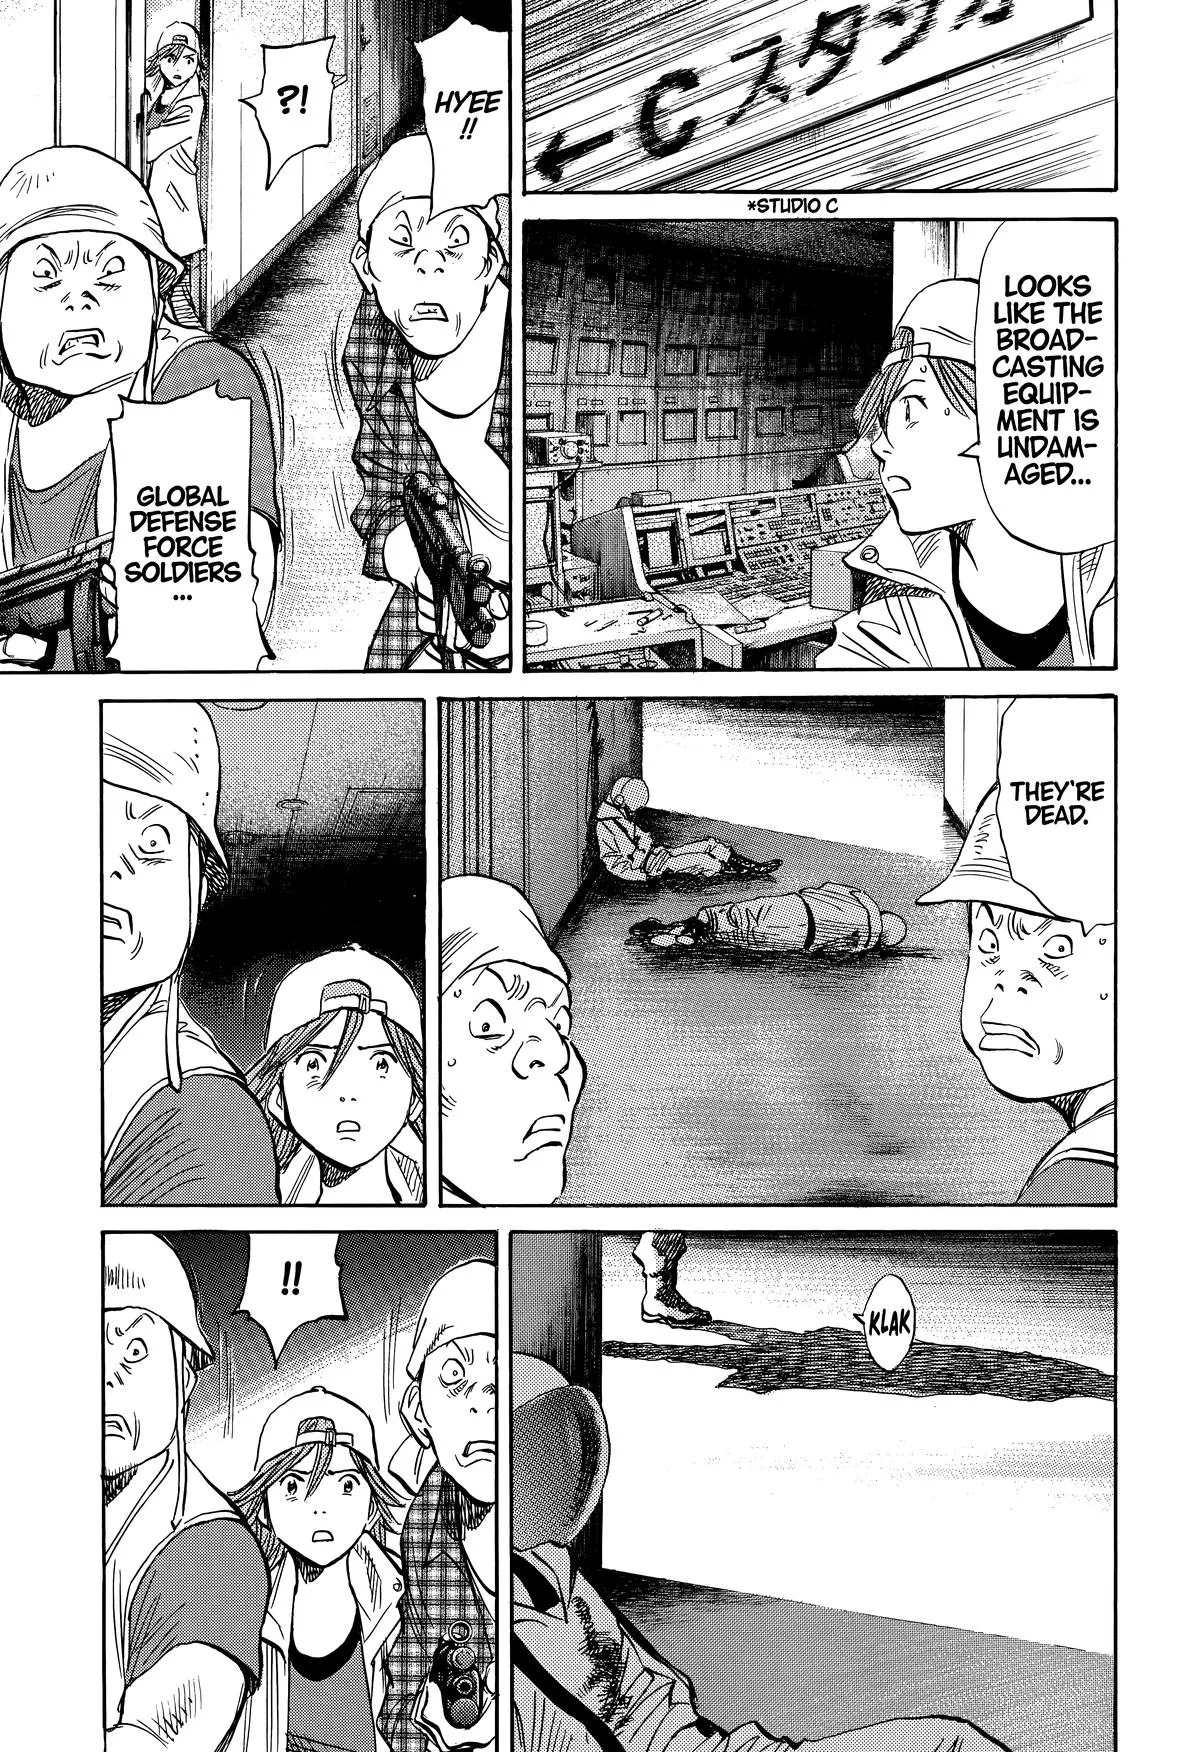 ←Cスタジオ
*STUDIO C
LOOKS
LIKE THE
BROAD-
CASTING
EQUIP-
MENT IS
UNDAM-
AGED...
HYEE
!!
?!
GLOBAL
DEFENSE
FORCE
SOLDIERS
...
THEY'RE
DEAD.
KLAK
!!